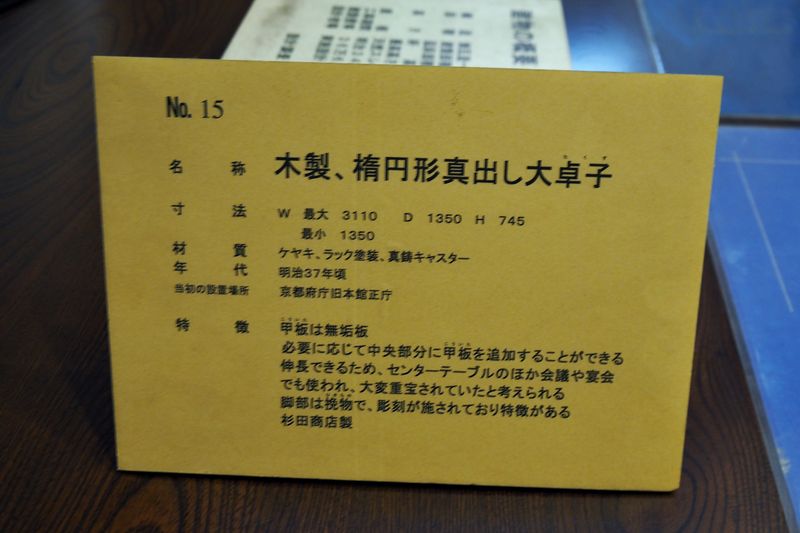 No. 15
名称 木製、楕円形真出し大卓子
寸法 W 最大 3110 D 1350 H 745
最小 1350
材質 ケヤキ、ラック塗装、真鋳キャスター
年代 明治37年頃
当初の設置場所 京都府庁旧本館正庁
特徴 甲板は無垢板
必要に応じて中央部分に甲板を追加することができる
伸長できるため、センターテーブルのほか会議や宴会
でも使われ、大変重宝されていたと考えられる
脚部は挽物で、彫刻が施されており特徴がある
杉田商店製